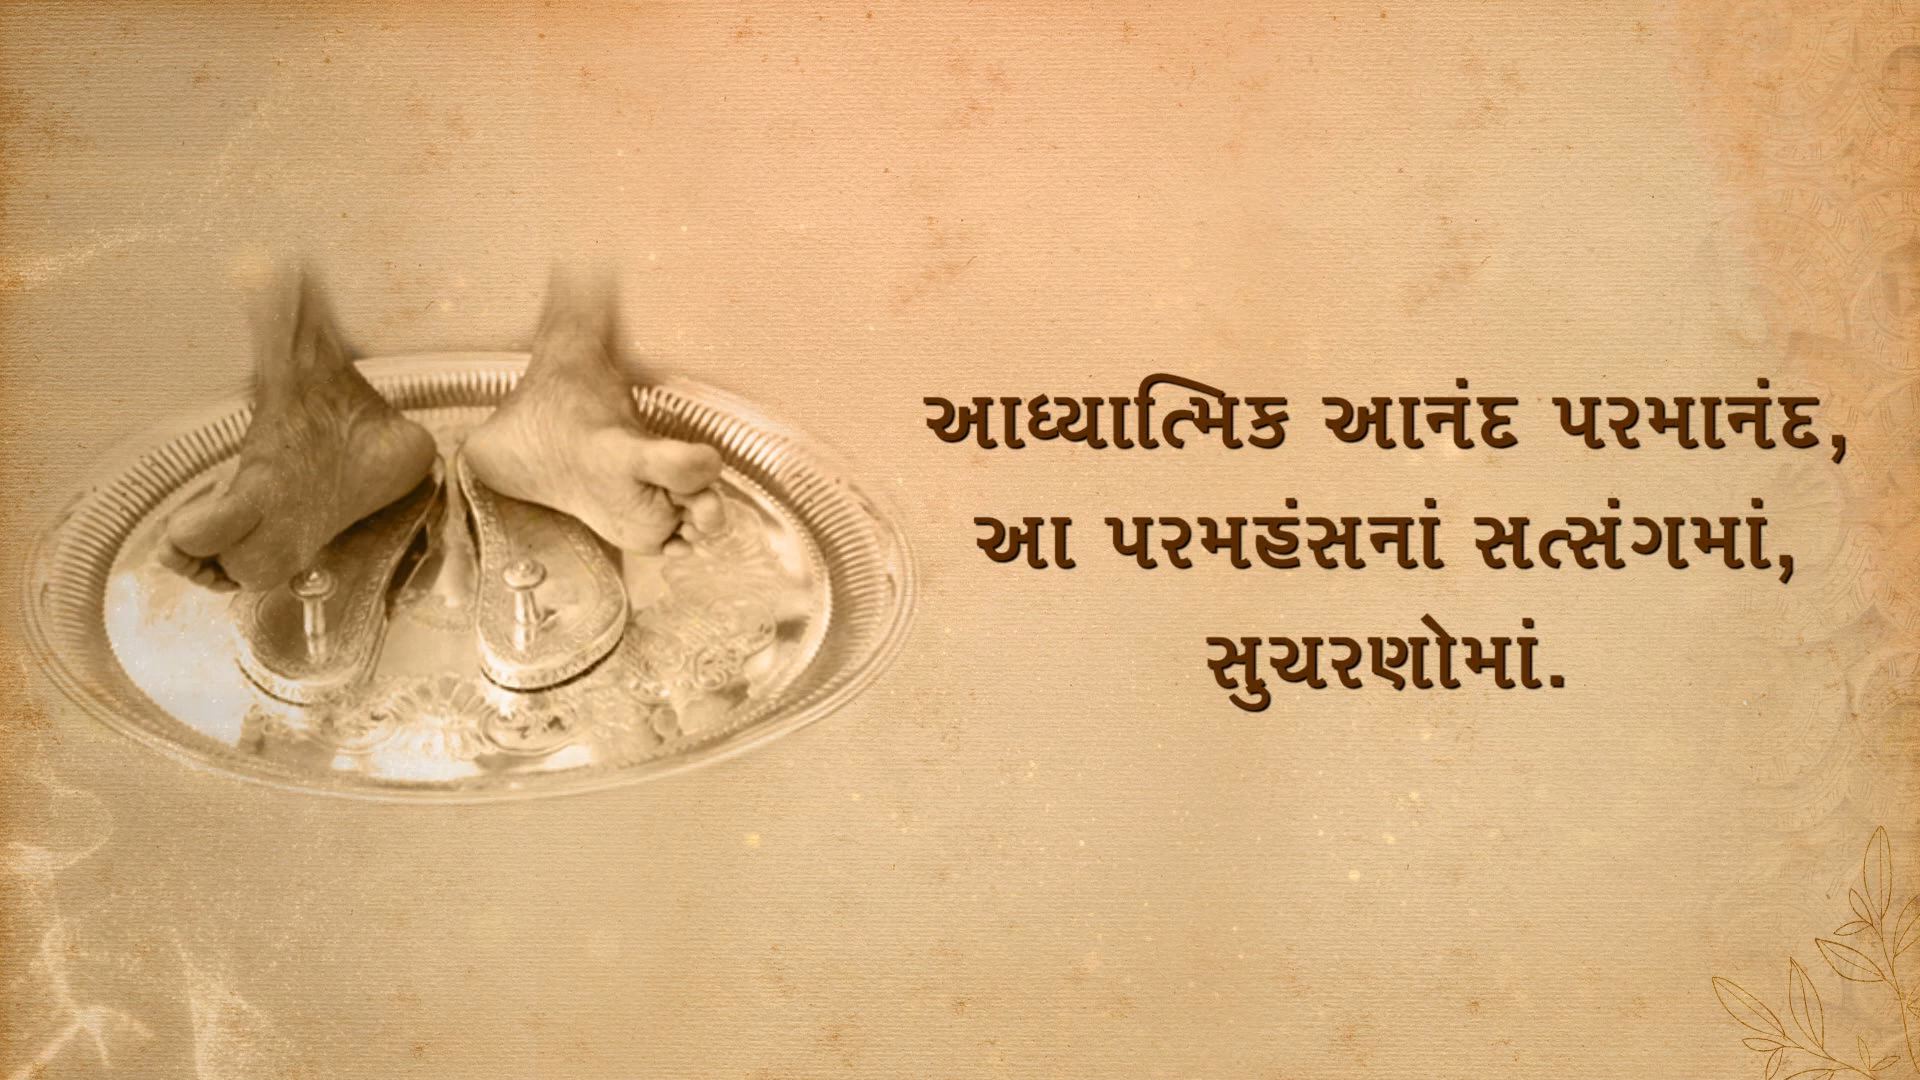 આધ્યાત્મિક આનંદ પરમાનંદ,
આ પરમહંસનાં સત્સંગમાં,
સુચરણોમાં.